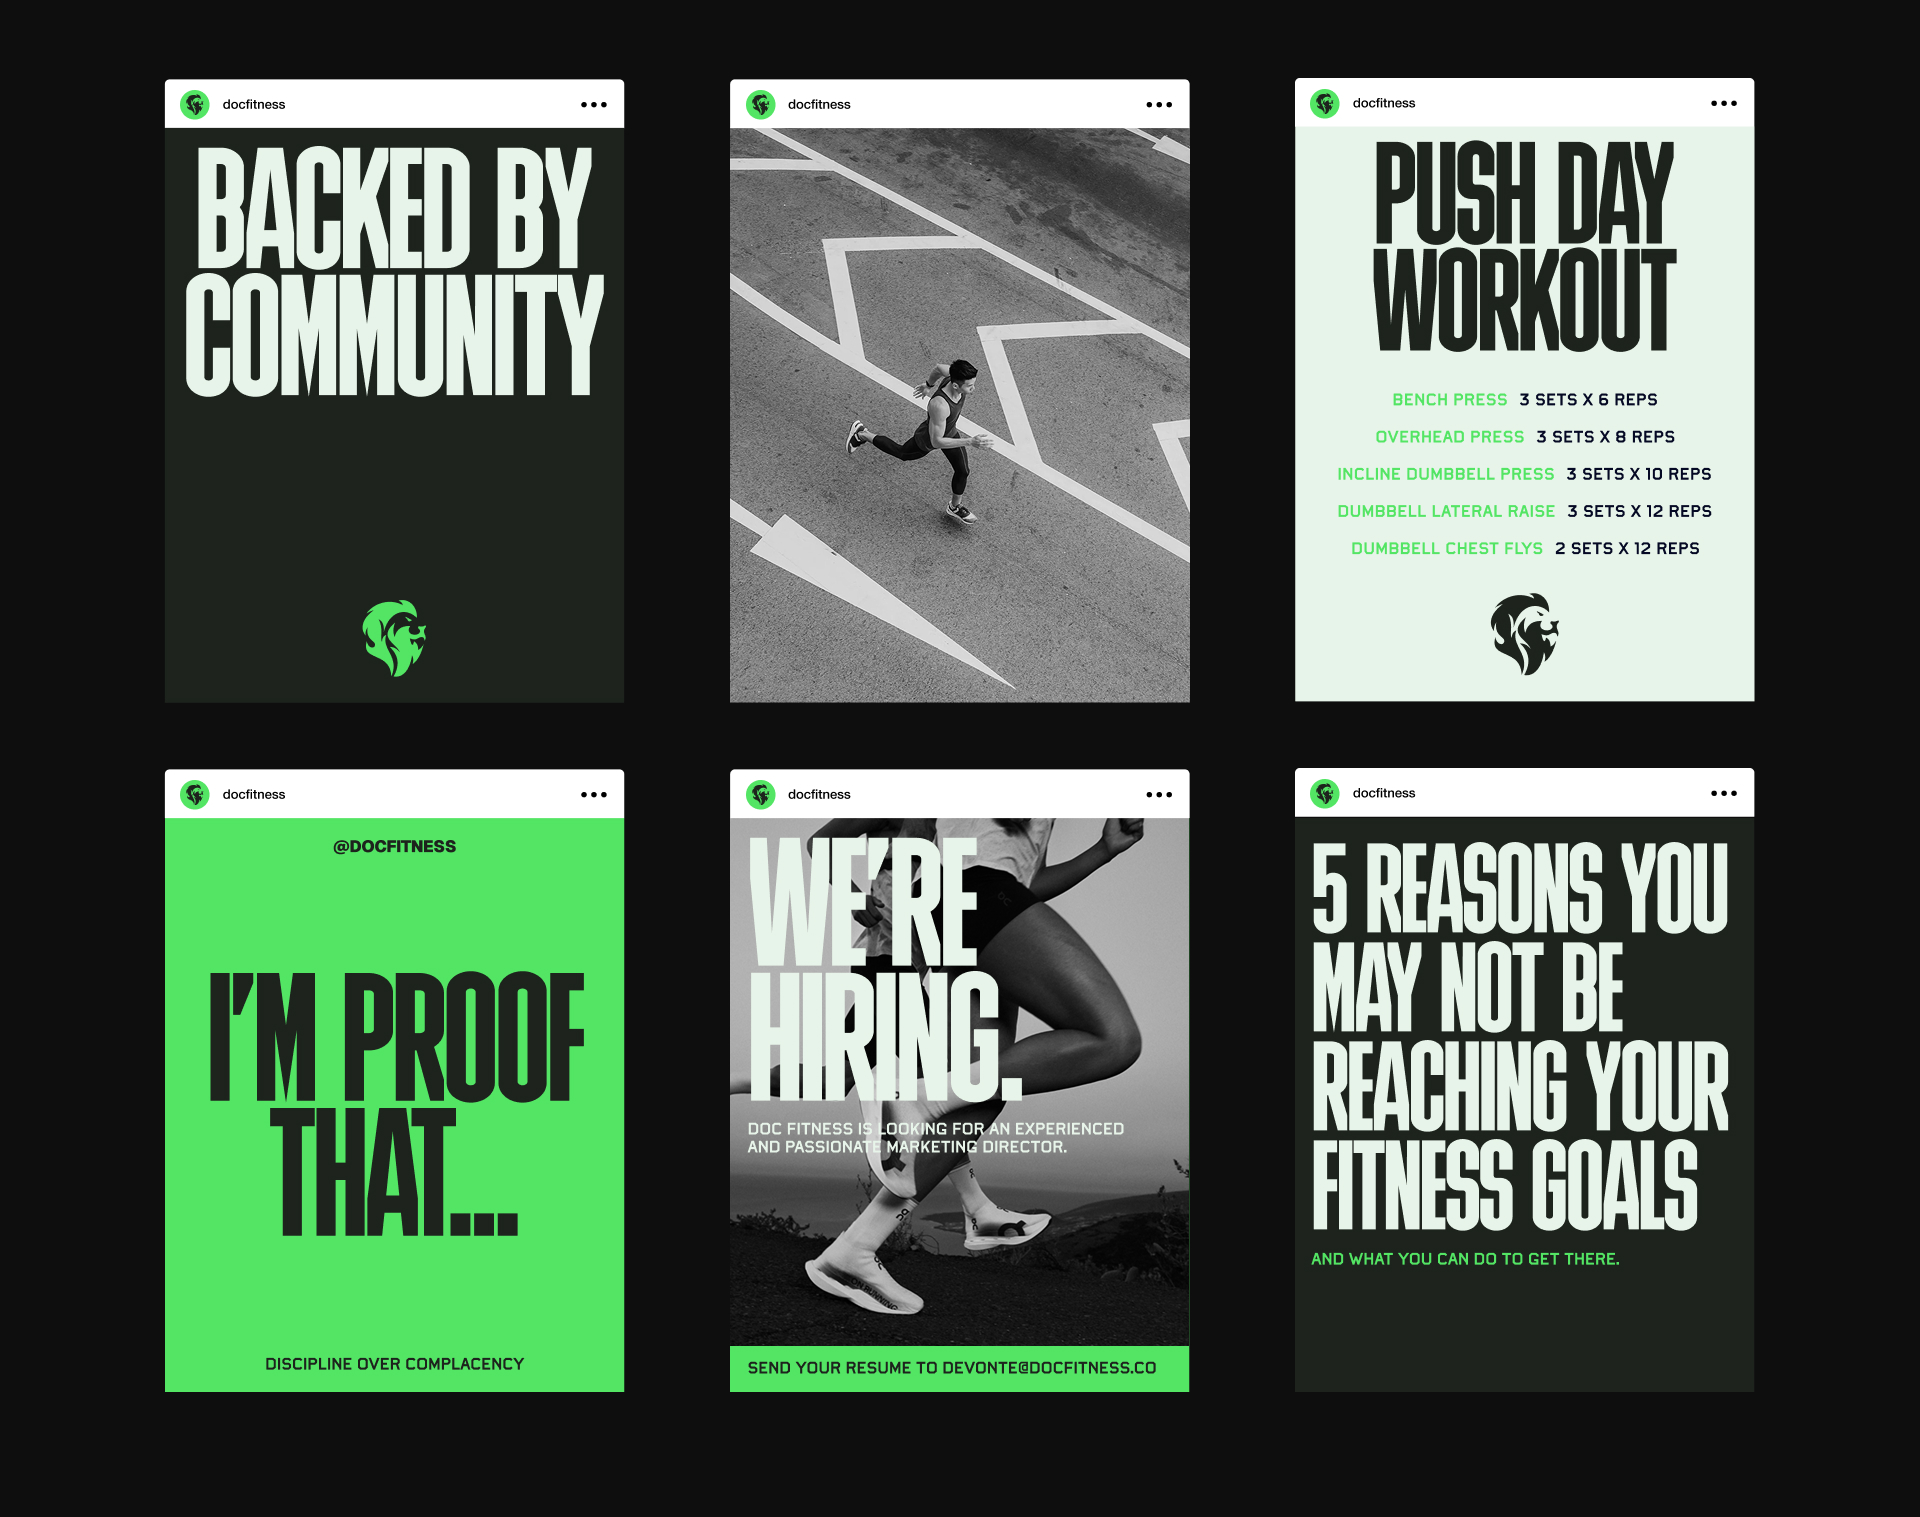 docfitness
BACKED BY
COMMUNITY
docfitness
docfitness
PUSH DAY
WORKOUT
BENCH PRESS 3 SETS X 6 REPS
OVERHEAD PRESS 3 SETS X 8 REPS
INCLINE DUMBBELL PRESS 3 SETS X 10 REPS
DUMBBELL LATERAL RAISE 3 SETS X 12 REPS
DUMBBELL CHEST FLYS 2 SETS X 12 REPS
docfitness
@DOCFITNESS
I'M PROOF
THAT...
DISCIPLINE OVER COMPLACENCY
docfitness
WE'RE
HIRING.
DOC FITNESS IS LOOKING FOR AN EXPERIENCED
AND PASSIONATE MARKETING DIRECTOR.
SEND YOUR RESUME TO DEVONTE@DOCFITNESS.CO
docfitness
5 REASONS YOU
MAY NOT BE
REACHING YOUR
FITNESS GOALS
AND WHAT YOU CAN DO TO GET THERE.